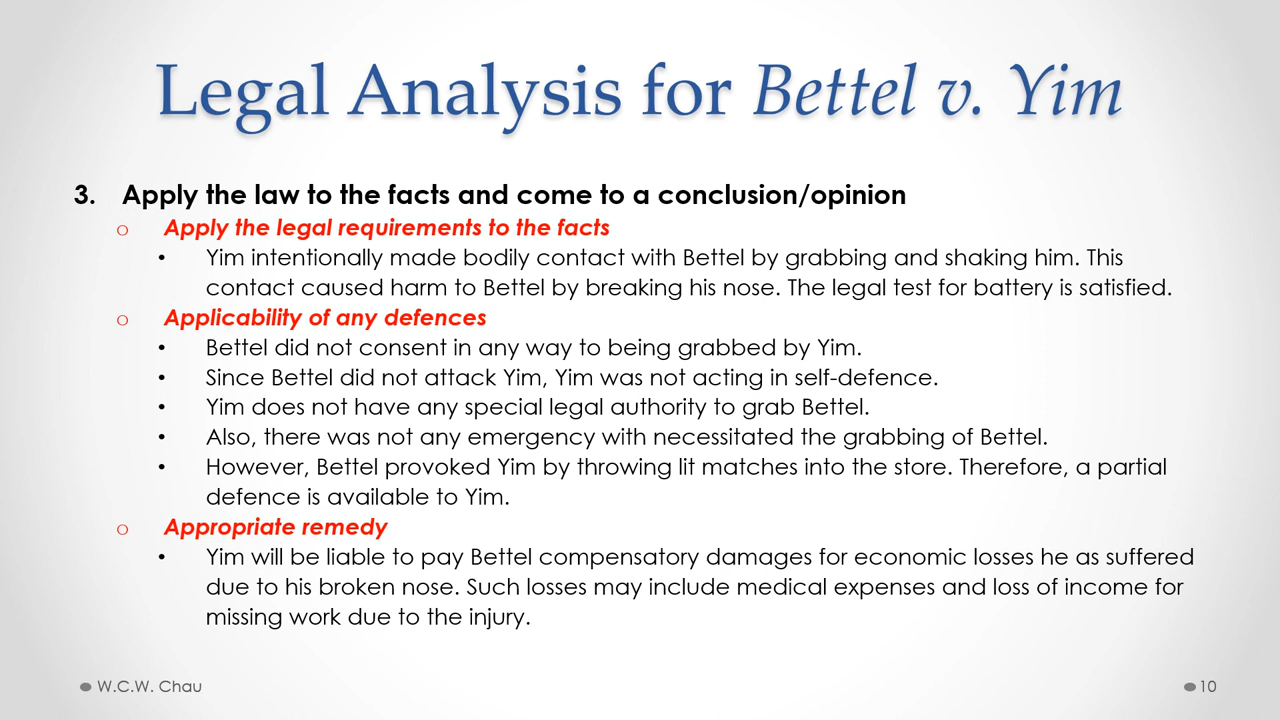 Legal Analysis for Bettel v. Yim
3. Apply the law to the facts and come to a conclusion/opinion
o Apply the legal requirements to the facts
• Yim intentionally made bodily contact with Bettel by grabbing and shaking him. This
contact caused harm to Bettel by breaking his nose. The legal test for battery is satisfied.
o Applicability of any defences
• Bettel did not consent in any way to being grabbed by Yim.
• Since Bettel did not attack Yim, Yim was not acting in self-defence.
• Yim does not have any special legal authority to grab Bettel.
• Also, there was not any emergency with necessitated the grabbing of Bettel.
• However, Bettel provoked Yim by throwing lit matches into the store. Therefore, a partial
defence is available to Yim.
o Appropriate remedy
• Yim will be liable to pay Bettel compensatory damages for economic losses he as suffered
due to his broken nose. Such losses may include medical expenses and loss of income for
missing work due to the injury.
W.C.W. Chau
10